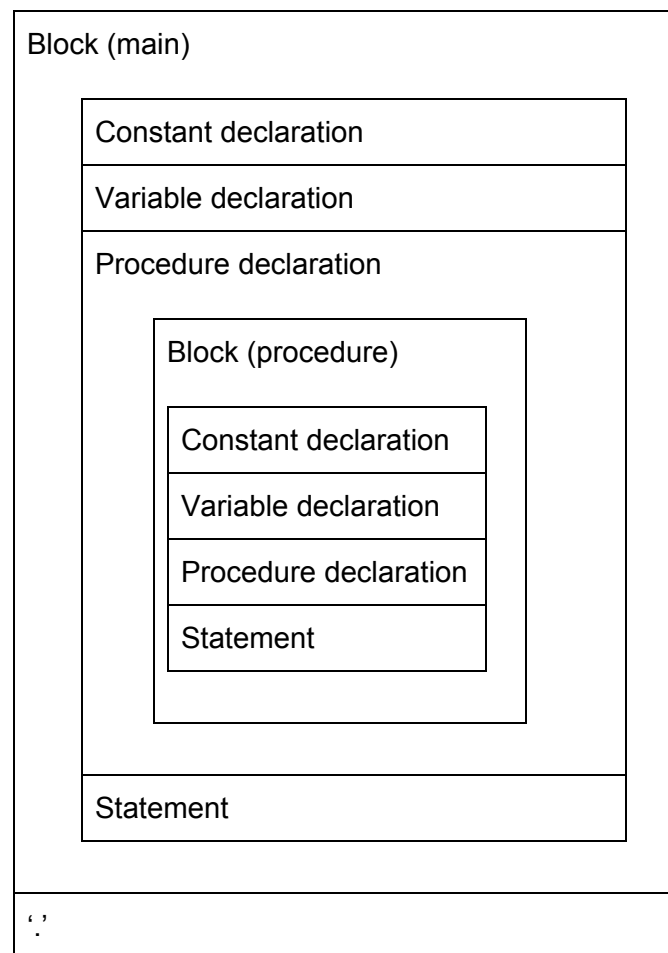 Block (main)
Constant declaration
Variable declaration
Procedure declaration
Block (procedure)
Constant declaration
Variable declaration
Procedure declaration
Statement
Statement
‘.’